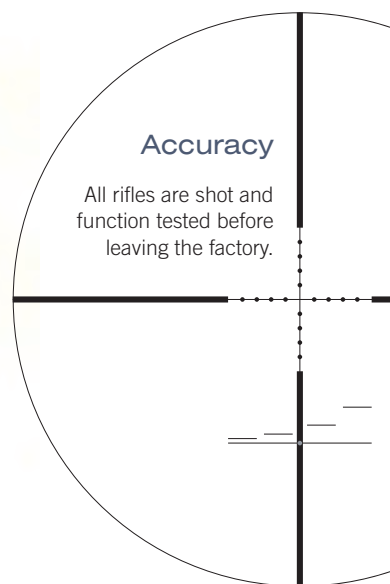 Accuracy
All rifles are shot and
function tested before
leaving the factory.